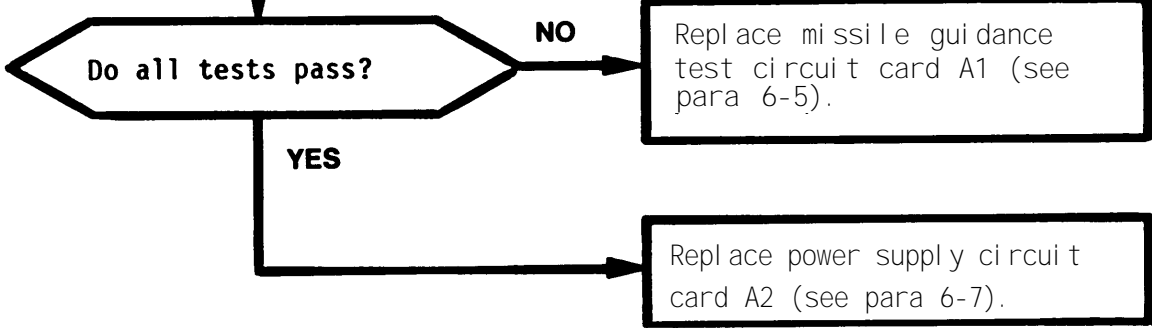 Do all tests pass?
NO
Replace missile guidance
test circuit card A1 (see
para 6-5).
YES
Replace power supply circuit
card A2 (see para 6-7).